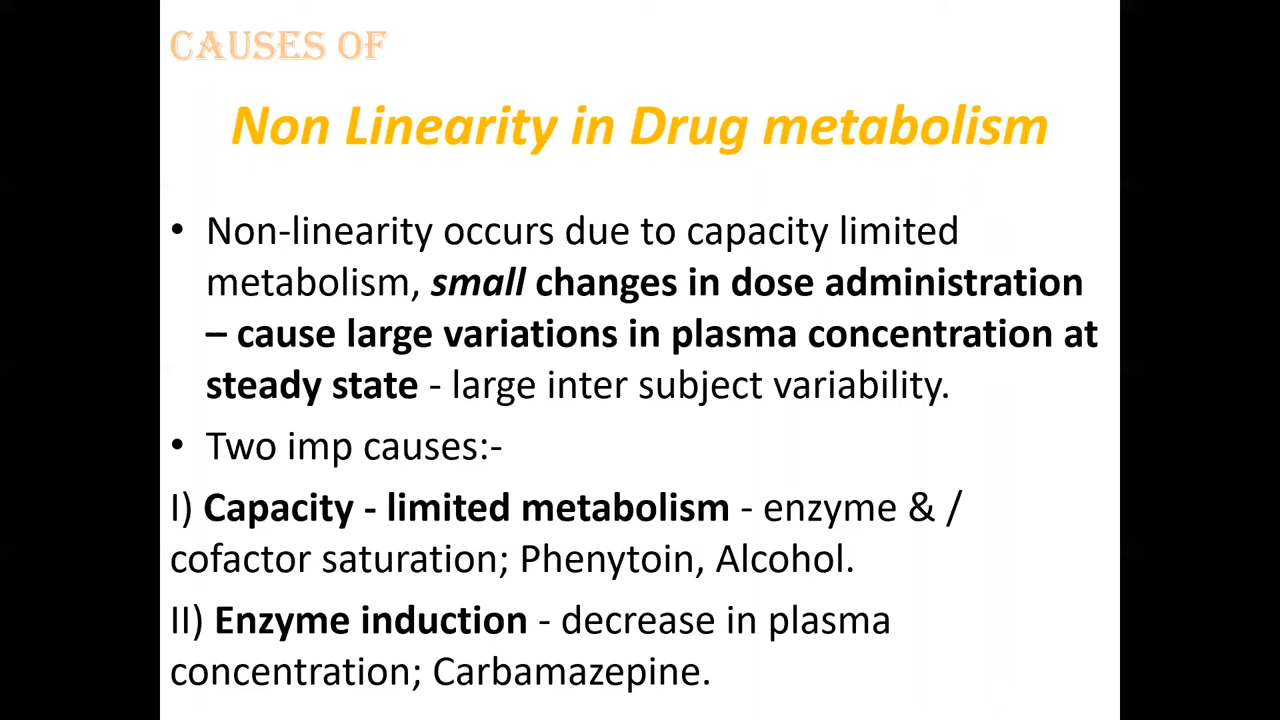 CAUSES OF
Non Linearity in Drug metabolism
• Non-linearity occurs due to capacity limited
metabolism, small changes in dose administration
– cause large variations in plasma concentration at
steady state - large inter subject variability.
• Two imp causes:-
I) Capacity - limited metabolism - enzyme & /
cofactor saturation; Phenytoin, Alcohol.
II) Enzyme induction - decrease in plasma
concentration; Carbamazepine.